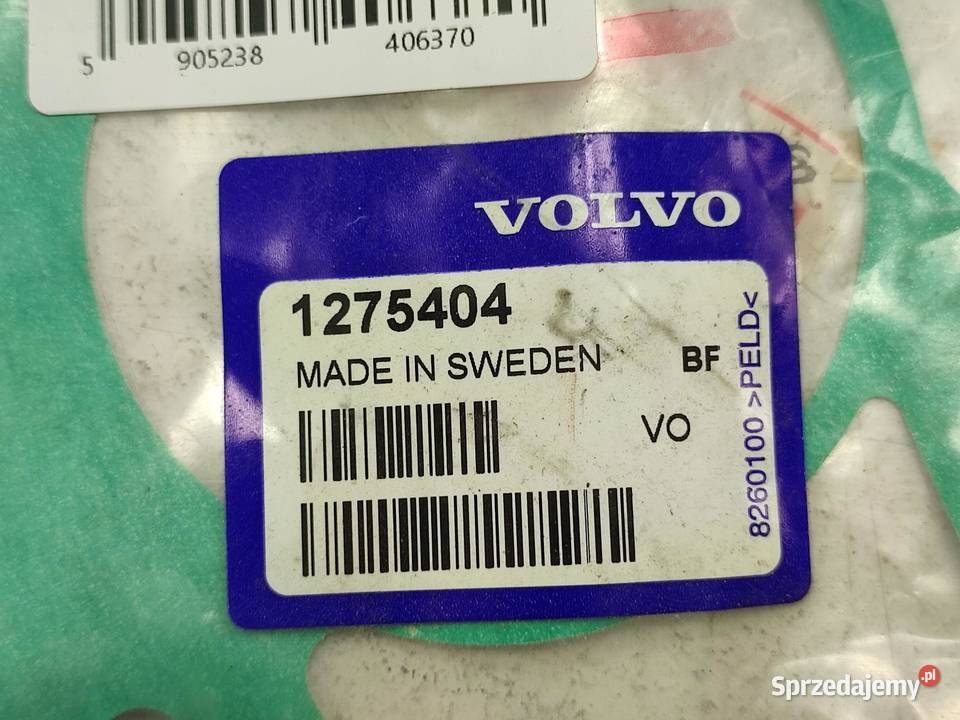 5 905238 406370
VOLVO
1275404
MADE IN SWEDEN BF
VO
8260100 >PELD<
Sprzedajemy.pl